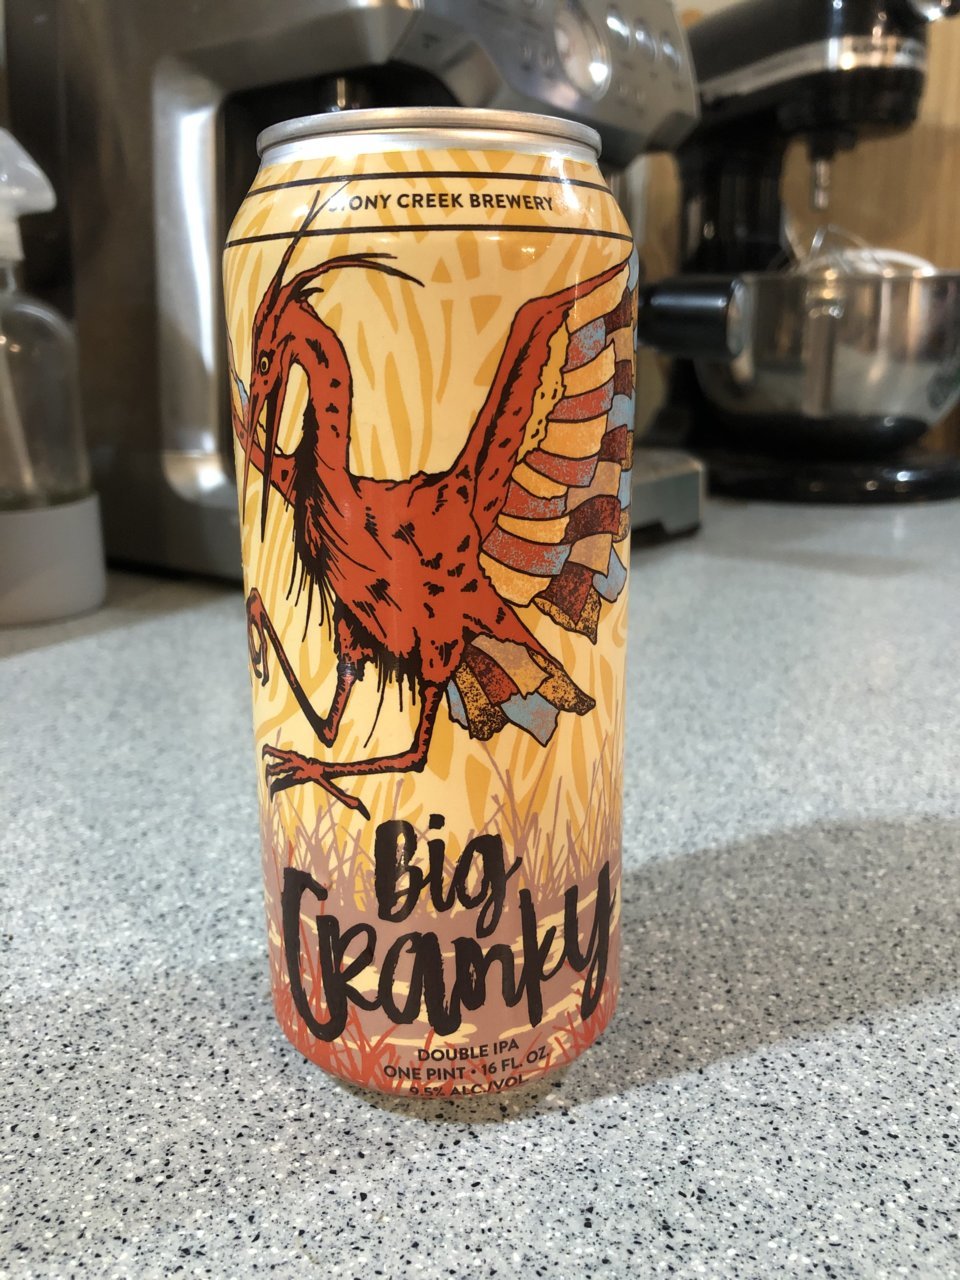 STONY CREEK BREWERY
Big
Cranky
DOUBLE IPA
ONE PINT • 16 FL. OZ.
9.5% ALC./VOL.